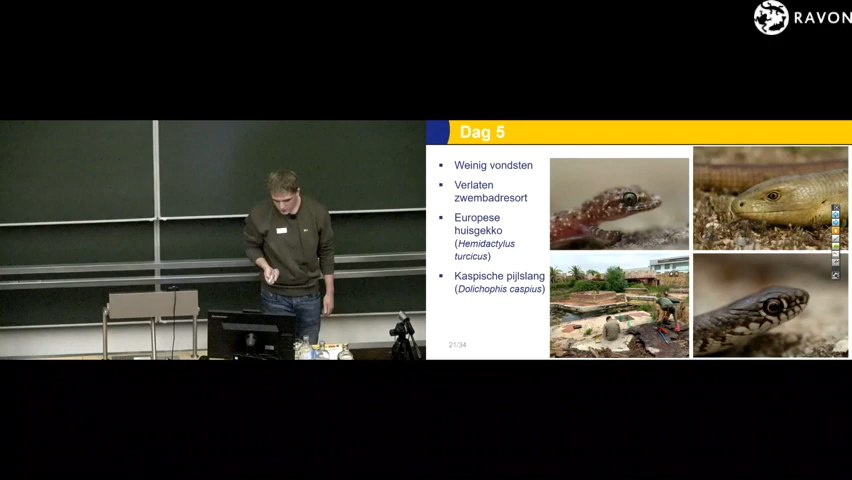 RAVON
Dag 5
Weinig vondsten
Verlaten
zwembadresort
Europese
huisgekko
(Hemidactylus
turcicus)
Kaspische pijlslang
(Dolichophis caspius)
21/34